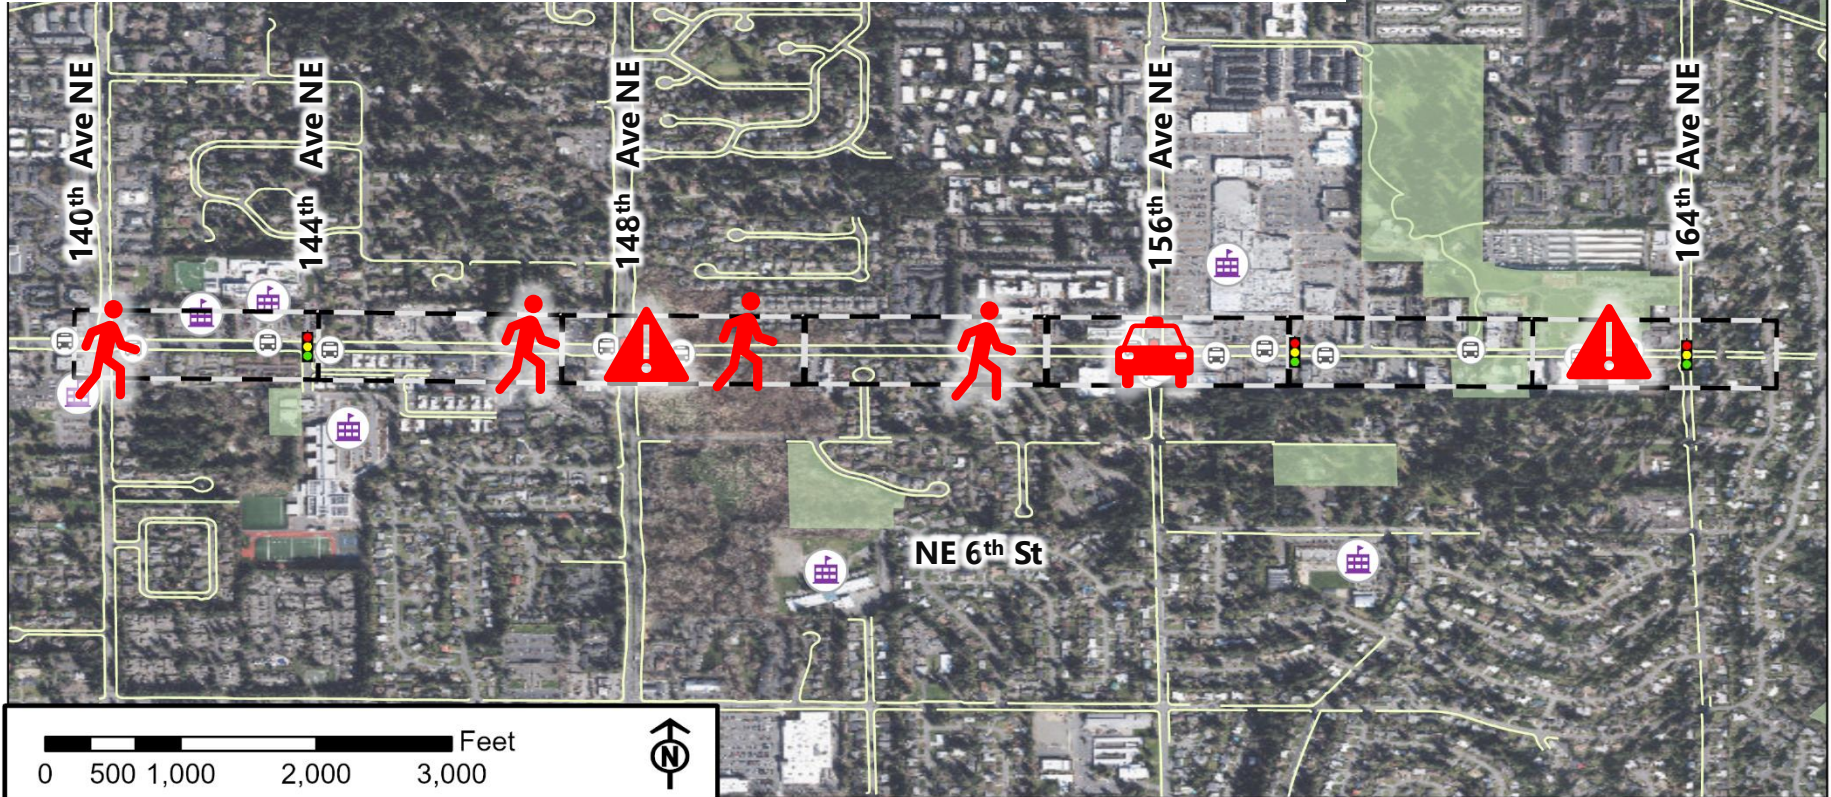 140th Ave NE
144th Ave NE
148th Ave NE
156th Ave NE
164th Ave NE
NE 6th St
Feet
0 500 1,000 2,000 3,000
N